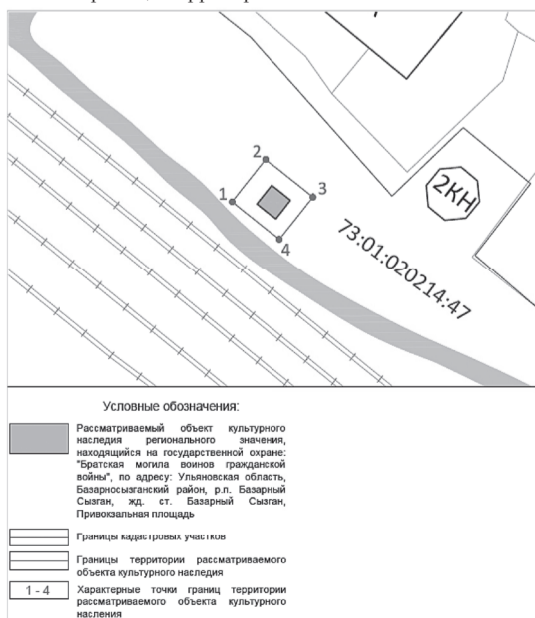 2
1
3
4
2КН
73:01:020214:47
Условные обозначения:
Рассматриваемый объект культурного
наследия регионального значения,
находящийся на государственной охране:
"Братская могила воинов гражданской
войны", по адресу: Ульяновская область,
Базарносызганский район, р.п. Базарный
Сызган, жд. ст. Базарный Сызган,
Привокзальная площадь
Границы кадастровых участков
Границы территории рассматриваемого
объекта культурного наследия
1 - 4
Характерные точки границ территории
рассматриваемого объекта культурного
насления